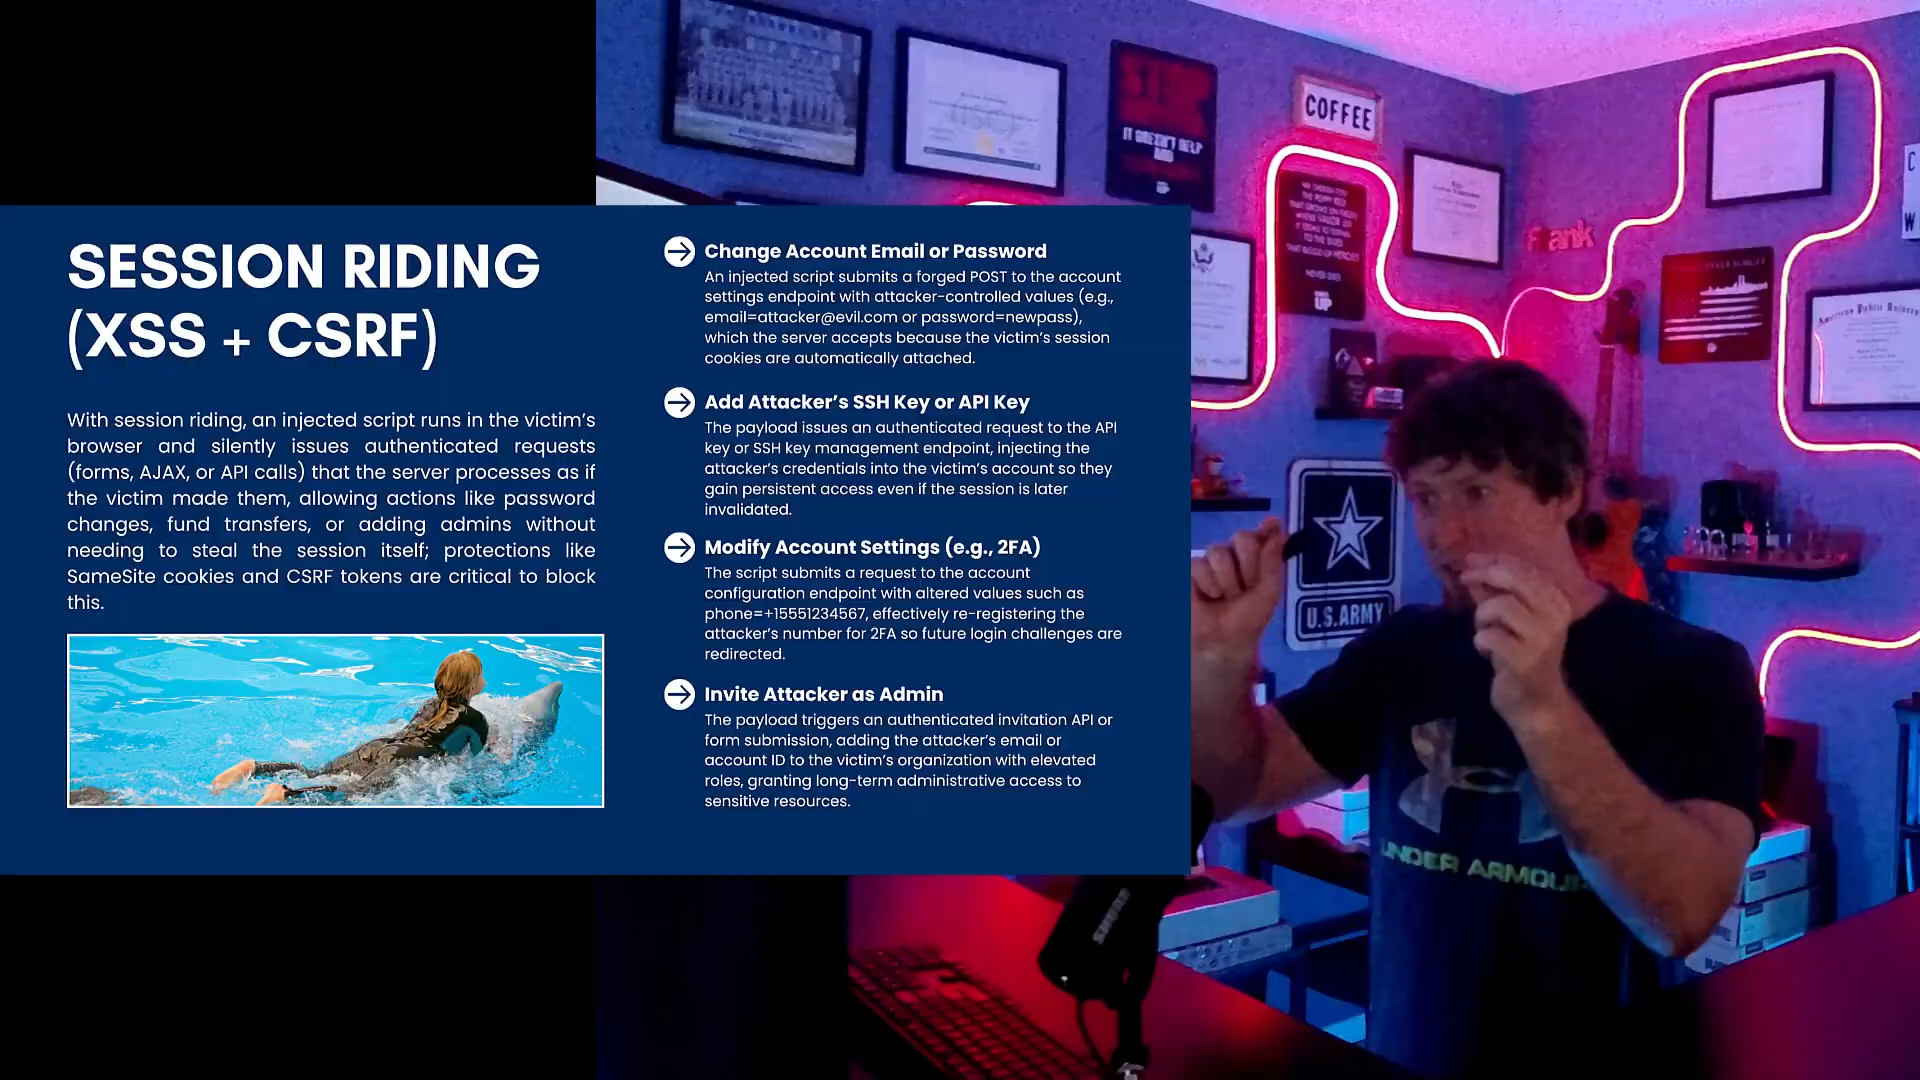 SESSION RIDING
(XSS + CSRF)
With session riding, an injected script runs in the victim's
browser and silently issues authenticated requests
(forms, AJAX, or API calls) that the server processes as if
the victim made them, allowing actions like password
changes, fund transfers, or adding admins without
needing to steal the session itself; protections like
SameSite cookies and CSRF tokens are critical to block
this.
Change Account Email or Password
An injected script submits a forged POST to the account
settings endpoint with attacker-controlled values (e.g.,
email=attacker@evil.com or password=newpass),
which the server accepts because the victim's session
cookies are automatically attached.
Add Attacker's SSH Key or API Key
The payload issues an authenticated request to the API
key or SSH key management endpoint, injecting the
attacker's credentials into the victim's account so they
gain persistent access even if the session is later
invalidated.
Modify Account Settings (e.g., 2FA)
The script submits a request to the account
configuration endpoint with altered values such as
phone=+15551234567, effectively re-registering the
attacker's number for 2FA so future login challenges are
redirected.
Invite Attacker as Admin
The payload triggers an authenticated invitation API or
form submission, adding the attacker's email or
account ID to the victim's organization with elevated
roles, granting long-term administrative access to
sensitive resources.
COFFEE
IT DOESN'T HELP
U.S. ARMY
UNDER ARMOUR
SHURE